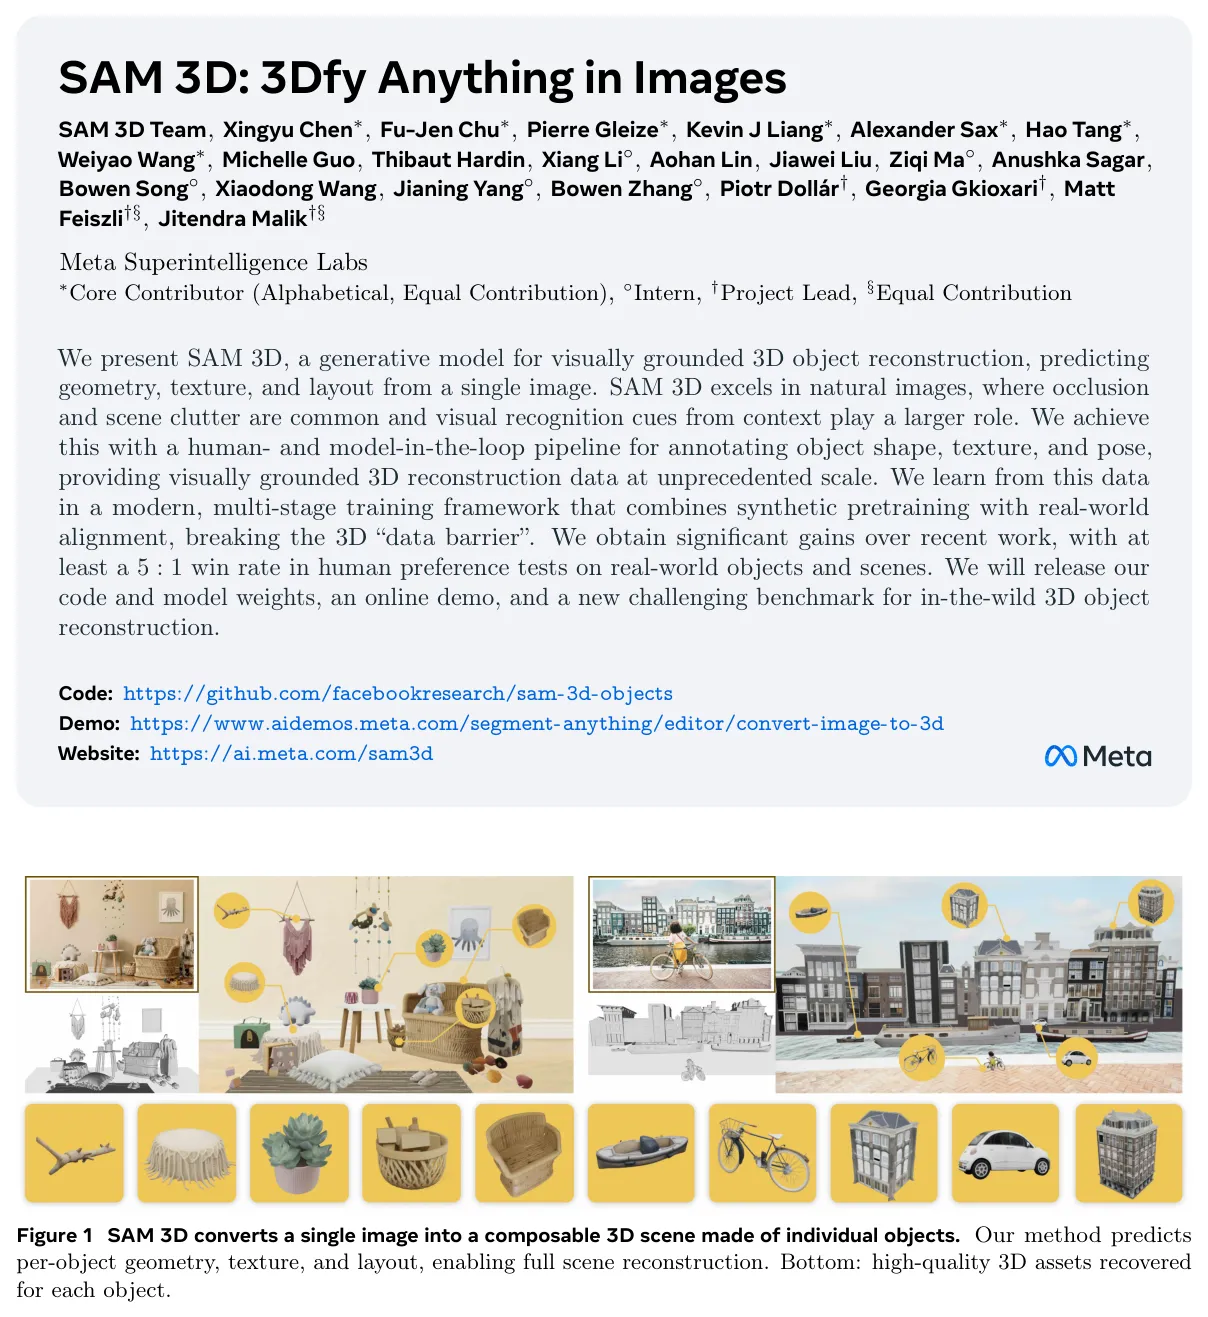 SAM 3D: 3Dfy Anything in Images
SAM 3D Team, Xingyu Chen*, Fu-Jen Chu*, Pierre Gleize*, Kevin J Liang*, Alexander Sax*, Hao Tang*,
Weiyao Wang*, Michelle Guo, Thibaut Hardin, Xiang Li○, Aohan Lin, Jiawei Liu, Ziqi Ma○, Anushka Sagar,
Bowen Song○, Xiaodong Wang, Jianing Yang○, Bowen Zhang○, Piotr Dollár†, Georgia Gkioxari†, Matt
Feiszli†§, Jitendra Malik†§
Meta Superintelligence Labs
*Core Contributor (Alphabetical, Equal Contribution), ○Intern, †Project Lead, §Equal Contribution
We present SAM 3D, a generative model for visually grounded 3D object reconstruction, predicting
geometry, texture, and layout from a single image. SAM 3D excels in natural images, where occlusion
and scene clutter are common and visual recognition cues from context play a larger role. We achieve
this with a human- and model-in-the-loop pipeline for annotating object shape, texture, and pose,
providing visually grounded 3D reconstruction data at unprecedented scale. We learn from this data
in a modern, multi-stage training framework that combines synthetic pretraining with real-world
alignment, breaking the 3D “data barrier”. We obtain significant gains over recent work, with at
least a 5 : 1 win rate in human preference tests on real-world objects and scenes. We will release our
code and model weights, an online demo, and a new challenging benchmark for in-the-wild 3D object
reconstruction.
Code: https://github.com/facebookresearch/sam-3d-objects
Demo: https://www.aidemos.meta.com/segment-anything/editor/convert-image-to-3d
Website: https://ai.meta.com/sam3d
Meta
Figure 1 SAM 3D converts a single image into a composable 3D scene made of individual objects. Our method predicts
per-object geometry, texture, and layout, enabling full scene reconstruction. Bottom: high-quality 3D assets recovered
for each object.